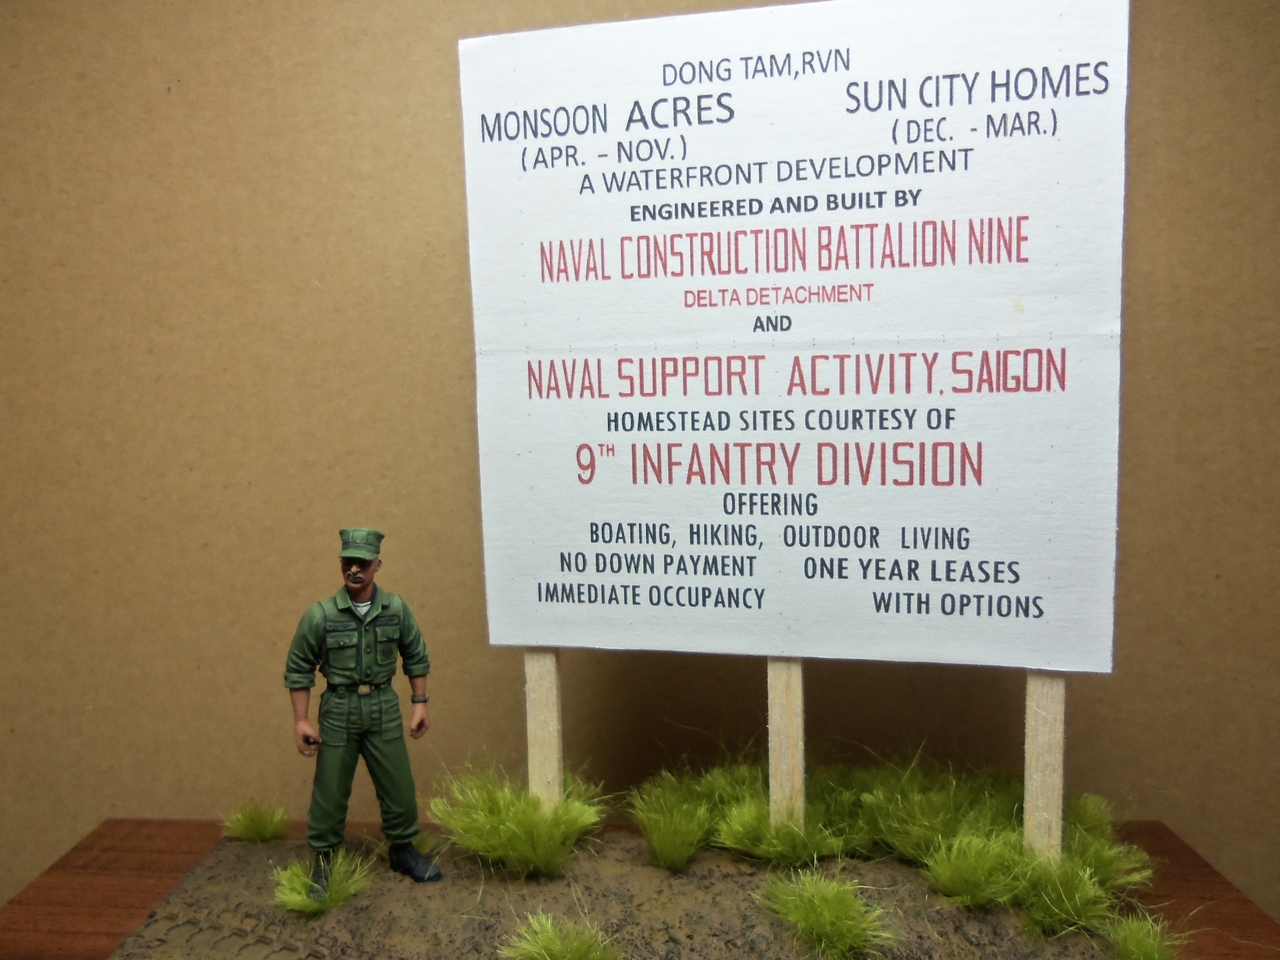 DONG TAM,RVN
MONSOON ACRES SUN CITY HOMES
(APR. - NOV.) (DEC. - MAR.)
A WATERFRONT DEVELOPMENT
ENGINEERED AND BUILT BY
NAVAL CONSTRUCTION BATTALION NINE
DELTA DETACHMENT
AND
NAVAL SUPPORT ACTIVITY, SAIGON
HOMESTEAD SITES COURTESY OF
9TH INFANTRY DIVISION
OFFERING
BOATING, HIKING, OUTDOOR LIVING
NO DOWN PAYMENT ONE YEAR LEASES
IMMEDIATE OCCUPANCY WITH OPTIONS